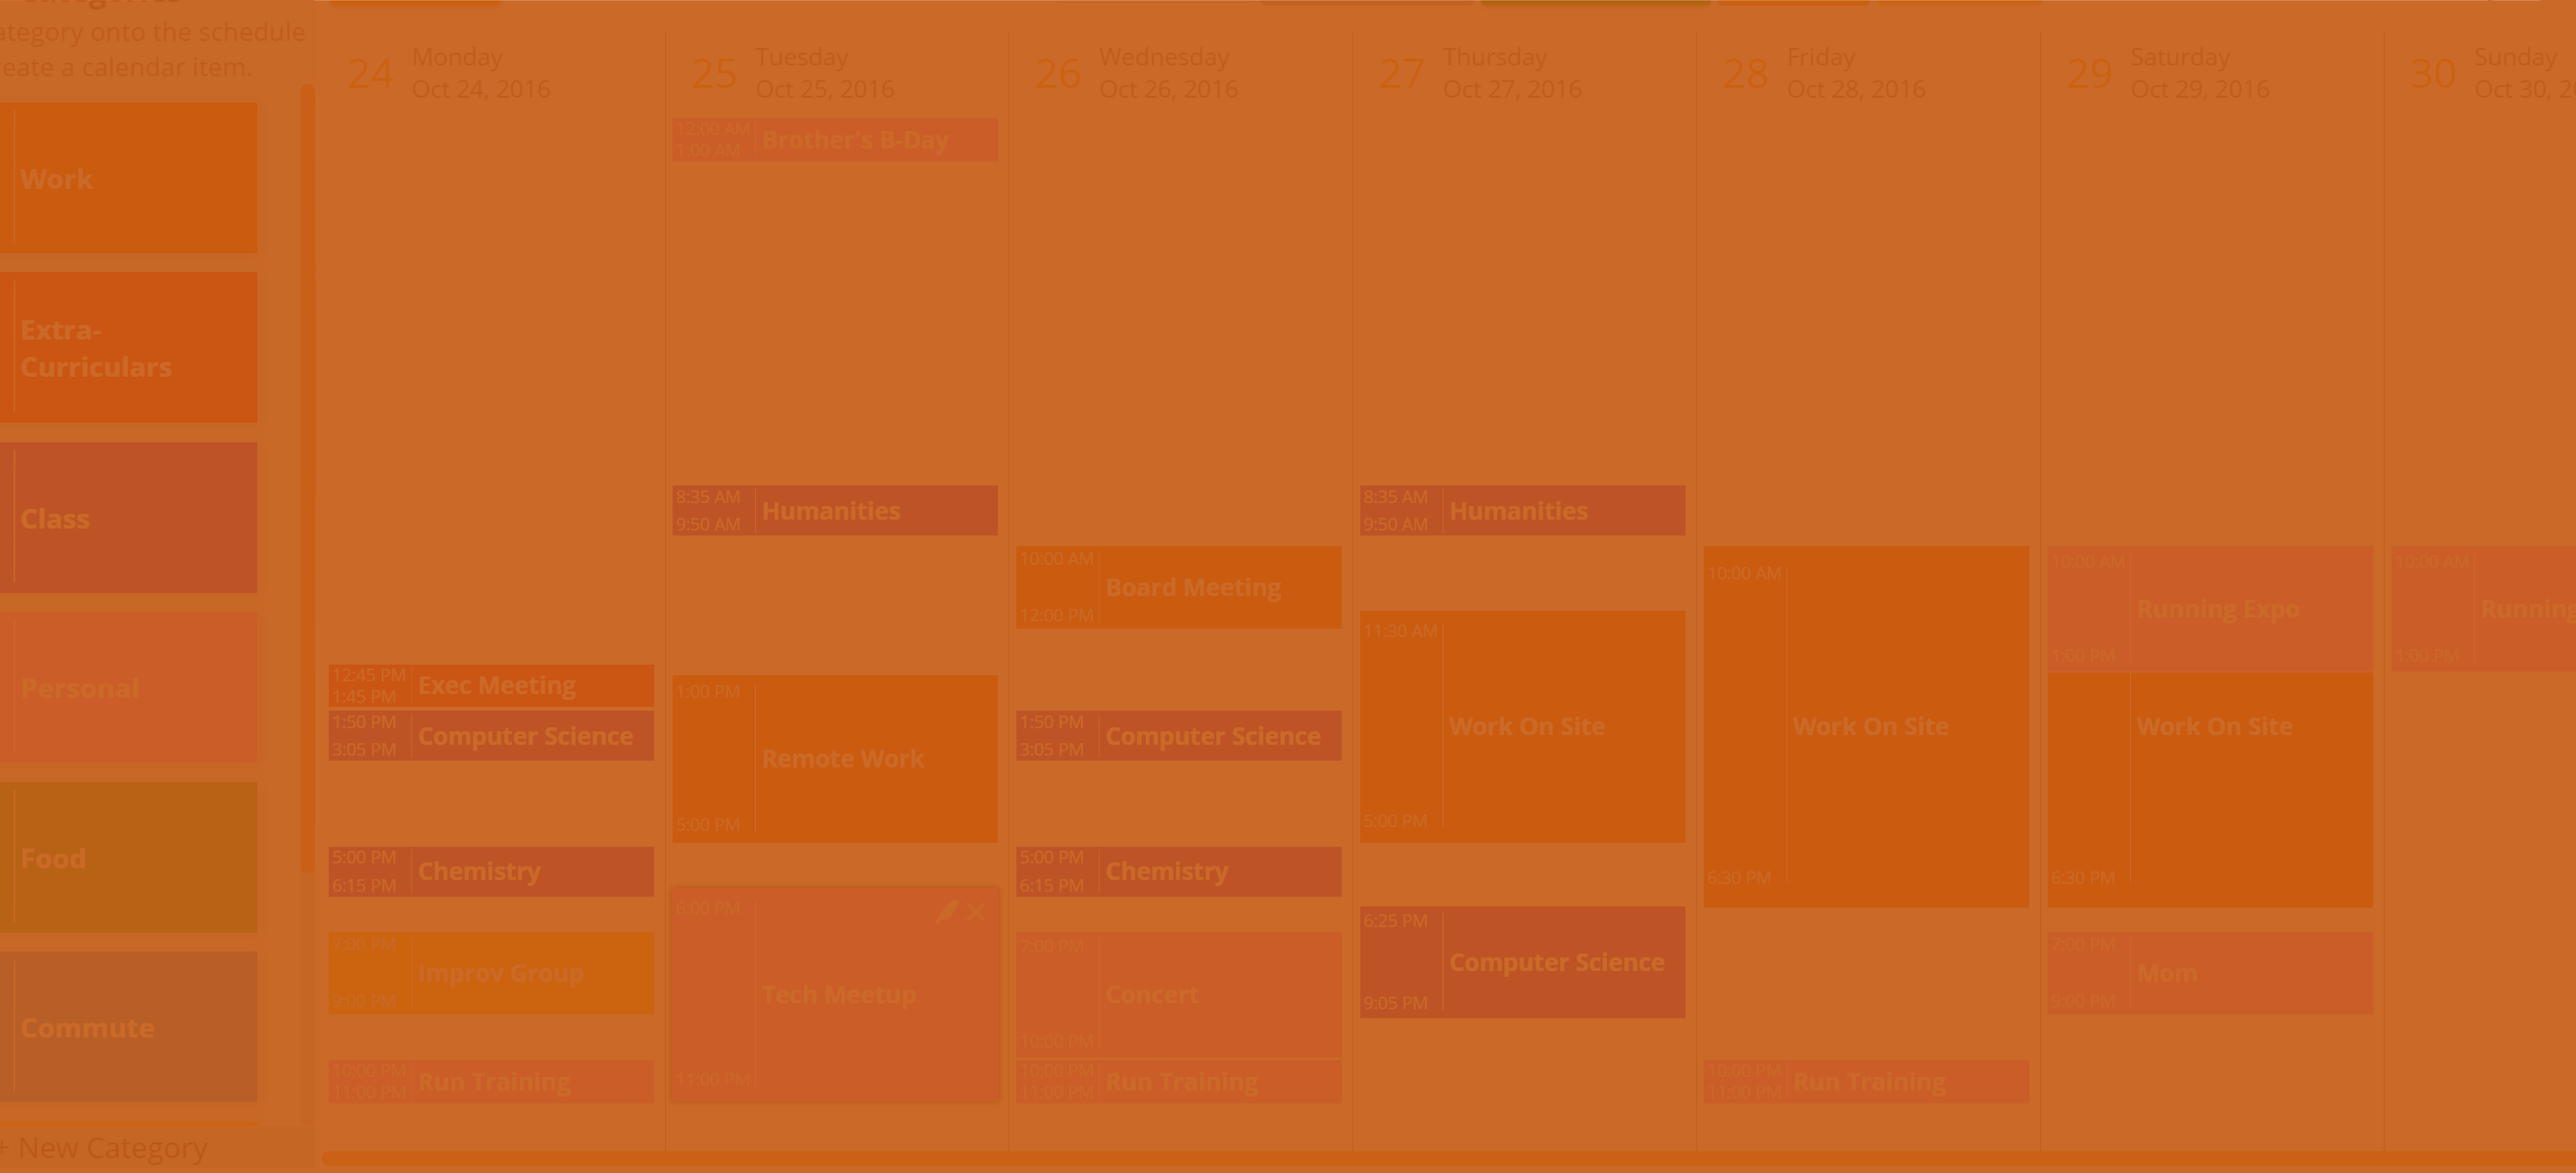 ategory onto the schedule
eate a calendar item.
Work
Extra-
Curriculars
Class
Personal
Food
Commute
+ New Category
24 Monday
Oct 24, 2016
12:45 PM
1:45 PM
Exec Meeting
1:50 PM
3:05 PM
Computer Science
5:00 PM
6:15 PM
Chemistry
7:00 PM
9:00 PM
Improv Group
10:00 PM
11:00 PM
Run Training
25 Tuesday
Oct 25, 2016
12:00 AM
1:00 AM
Brother's B-Day
8:35 AM
9:50 AM
Humanities
1:00 PM
Remote Work
5:00 PM
6:00 PM
Tech Meetup
11:00 PM
26 Wednesday
Oct 26, 2016
10:00 AM
Board Meeting
12:00 PM
1:50 PM
3:05 PM
Computer Science
5:00 PM
6:15 PM
Chemistry
7:00 PM
Concert
10:00 PM
10:00 PM
11:00 PM
Run Training
27 Thursday
Oct 27, 2016
8:35 AM
9:50 AM
Humanities
11:30 AM
Work On Site
5:00 PM
6:25 PM
Computer Science
9:05 PM
28 Friday
Oct 28, 2016
10:00 AM
Work On Site
6:30 PM
10:00 PM
11:00 PM
Run Training
29 Saturday
Oct 29, 2016
10:00 AM
Running Expo
1:00 PM
Work On Site
6:30 PM
7:00 PM
Mom
9:00 PM
30 Sunday
Oct 30, 2
10:00 AM
Running
1:00 PM